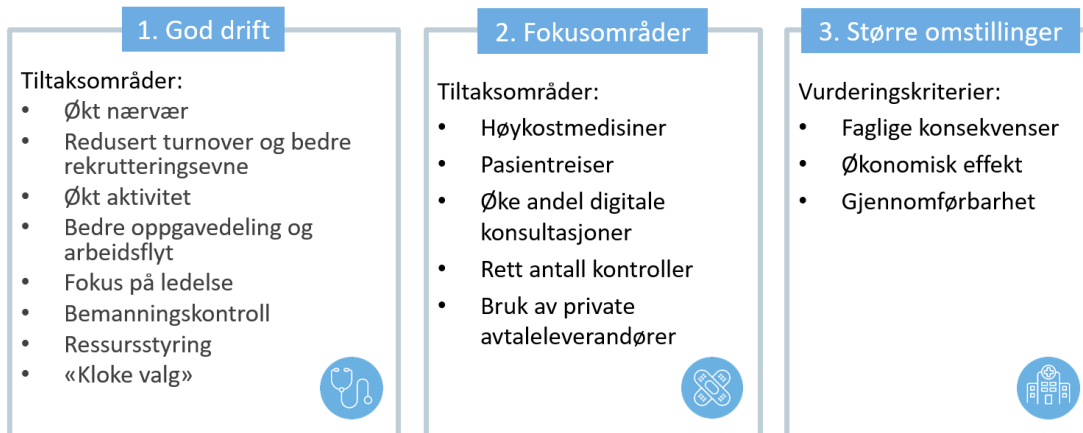 1. God drift
Tiltaksområder:
• Økt nærvær
• Redusert turnover og bedre
rekrutteringsevne
• Økt aktivitet
• Bedre oppgavedeling og
arbeidsflyt
• Fokus på ledelse
• Bemanningskontroll
• Ressursstyring
• «Kloke valg»
2. Fokusområder
Tiltaksområder:
• Høykostmedisiner
• Pasientreiser
• Øke andel digitale
konsultasjoner
• Rett antall kontroller
• Bruk av private
avtaleleverandører
3. Større omstillinger
Vurderingskriterier:
• Faglige konsekvenser
• Økonomisk effekt
• Gjennomførbarhet